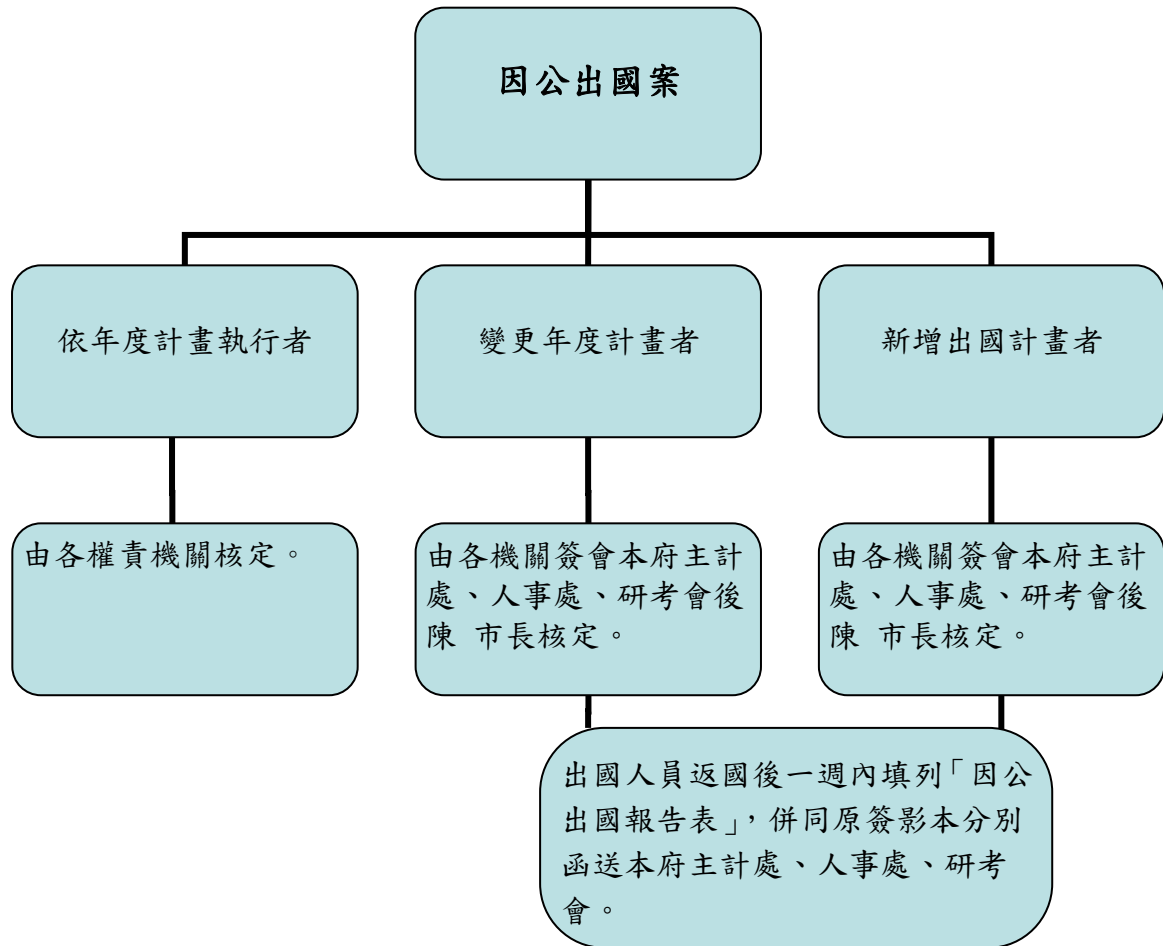 因公出國案
依年度計畫執行者
變更年度計畫者
新增出國計畫者
由各權責機關核定。
由各機關簽會本府主計
處、人事處、研考會後
陳 市長核定。
由各機關簽會本府主計
處、人事處、研考會後
陳 市長核定。
出國人員返國後一週內填列「因公
出國報告表」，併同原簽影本分別
函送本府主計處、人事處、研考
會。